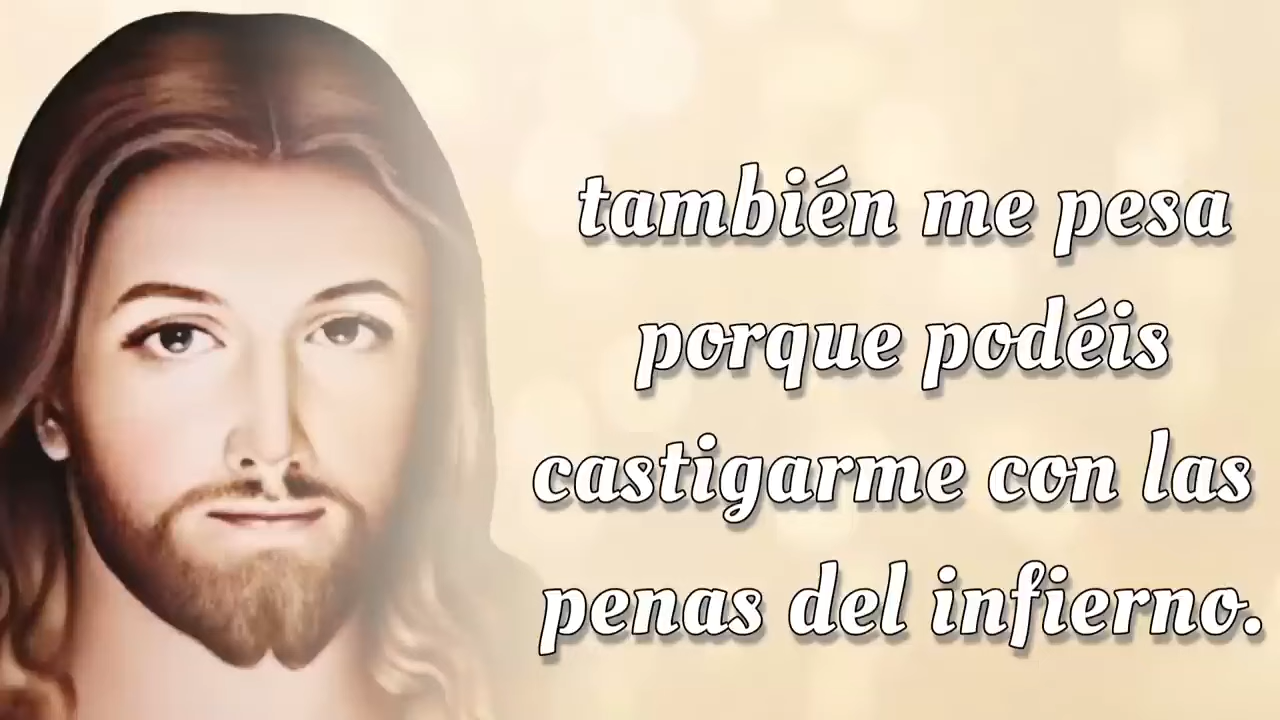 también me pesa
porque podéis
castigarme con las
penas del infierno.